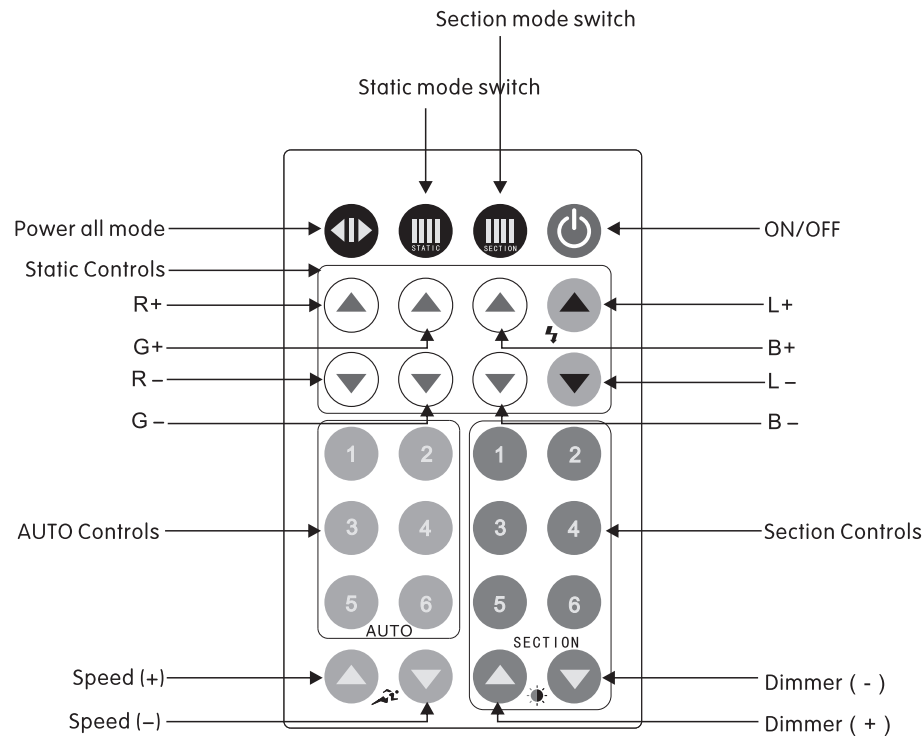 Section mode switch
Static mode switch
Power all mode
STATIC
SECTION
ON/OFF
Static Controls
R+
L+
G+
B+
R–
L–
G–
B–
1 2 1 2
AUTO Controls
3 4 3 4
Section Controls
5 6 5 6
AUTO
SECTION
Speed (+)
Dimmer ( - )
Speed (–)
Dimmer ( + )